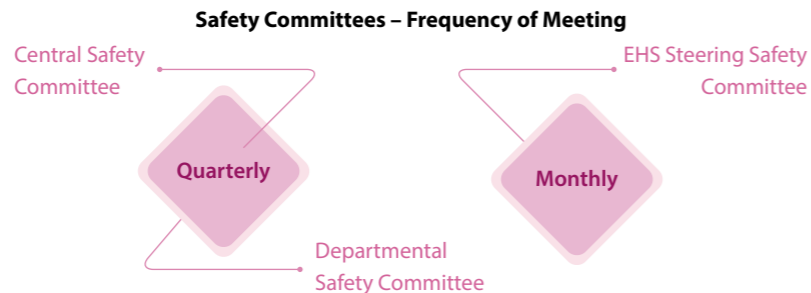 Safety Committees – Frequency of Meeting
Central Safety
Committee
EHS Steering Safety
Committee
Quarterly
Monthly
Departmental
Safety Committee